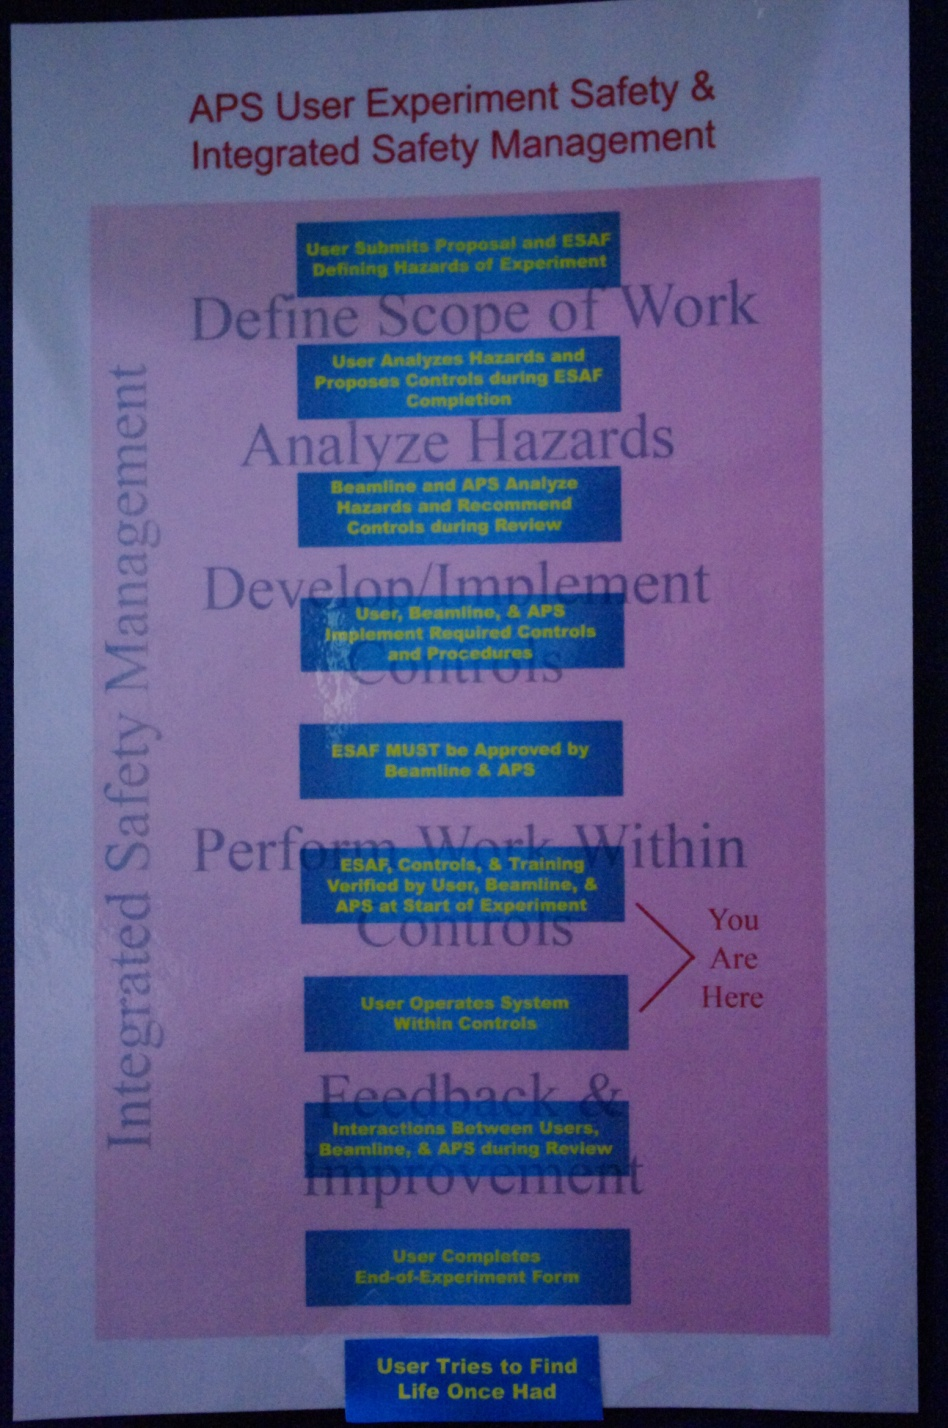 APS User Experiment Safety &
Integrated Safety Management
User Submits Proposal and ESAF
Defining Hazards of Experiment
Define Scope of Work
User Analyzes Hazards and
Proposes Controls during ESAF
Completion
Analyze Hazards
Beamline and APS Analyze
Hazards and Recommend
Controls during Review
Develop/Implement
Controls
User, Beamline, & APS
Implement Required Controls
and Procedures
ESAF MUST be Approved by
Beamline & APS
Perform Work Within
Controls
ESAF, Controls, & Training
Verified by User, Beamline, &
APS at Start of Experiment
You
Are
Here
User Operates System
Within Controls
Feedback &
Improvement
Interactions Between Users,
Beamline, & APS during Review
User Completes
End-of-Experiment Form
User Tries to Find
Life Once Had
Integrated Safety Management